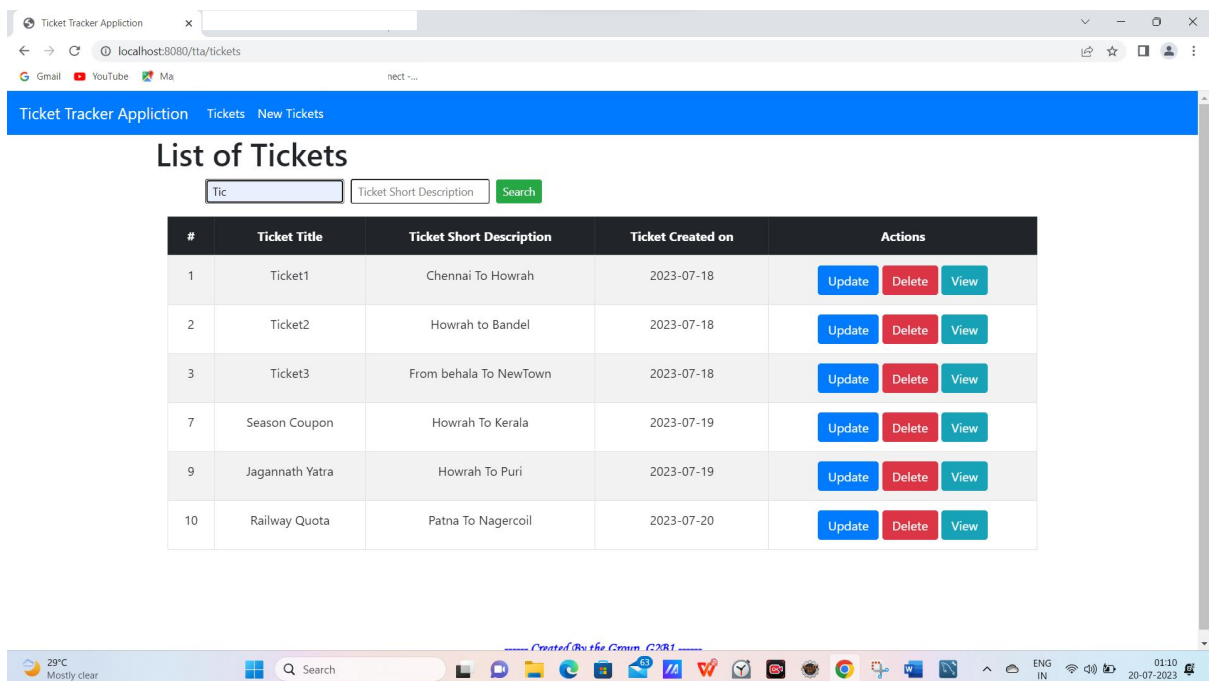 Ticket Tracker Appliction
localhost:8080/tta/tickets
Gmail YouTube Ma nect -...
Ticket Tracker Appliction Tickets New Tickets
List of Tickets
Tic Ticket Short Description Search
# Ticket Title Ticket Short Description Ticket Created on Actions
1 Ticket1 Chennai To Howrah 2023-07-18 Update Delete View
2 Ticket2 Howrah to Bandel 2023-07-18 Update Delete View
3 Ticket3 From behala To NewTown 2023-07-18 Update Delete View
7 Season Coupon Howrah To Kerala 2023-07-19 Update Delete View
9 Jagannath Yatra Howrah To Puri 2023-07-19 Update Delete View
10 Railway Quota Patna To Nagercoil 2023-07-20 Update Delete View
------ Created By the Group G2B1 ------
29°C
Mostly clear
Search
63
ENG
IN
01:10
20-07-2023